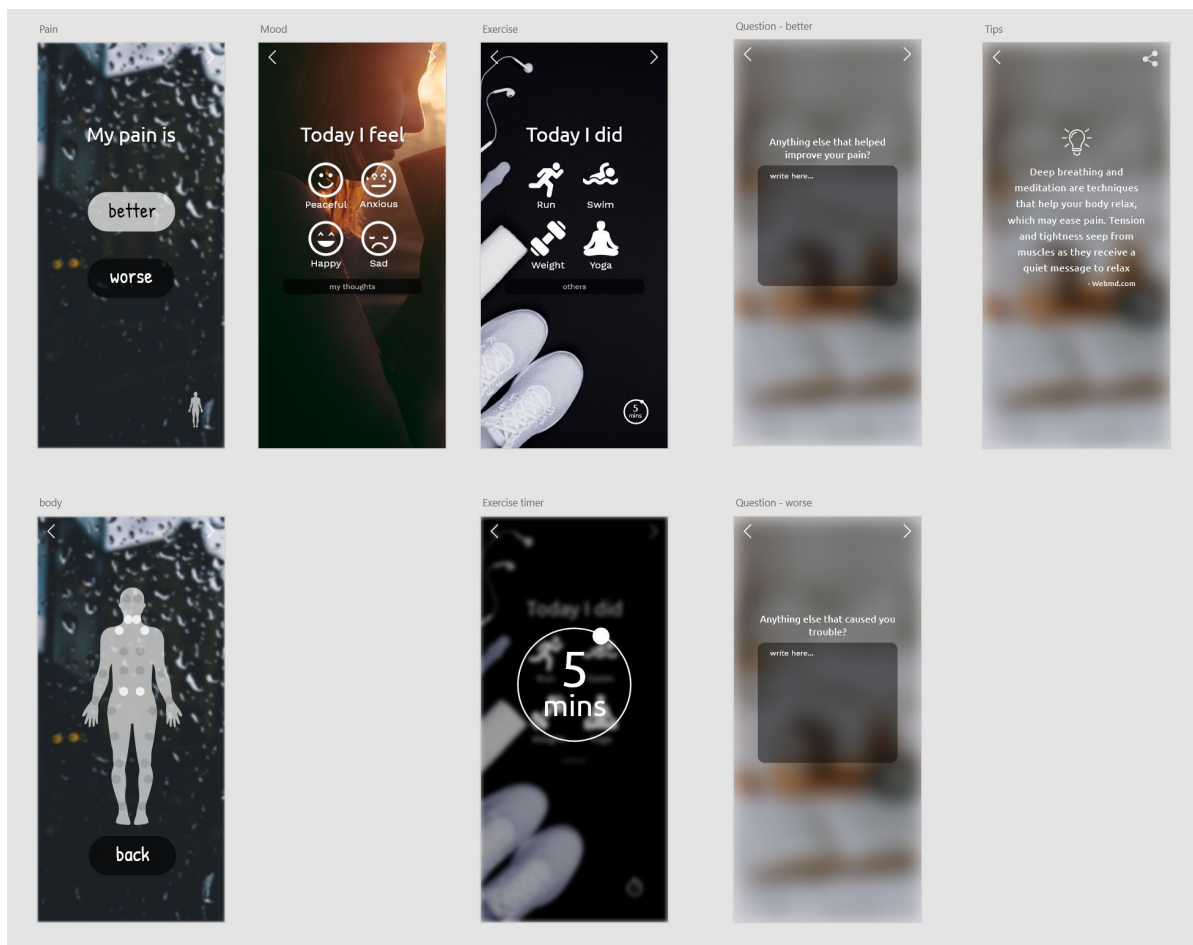 Pain
My pain is
better
worse
Mood
Today I feel
Peaceful Anxious
Happy Sad
my thoughts
Exercise
Today I did
Run Swim
Weight Yoga
others
5
mins
Question - better
Anything else that helped
improve your pain?
write here...
Tips
Deep breathing and
meditation are techniques
that help your body relax,
which may ease pain. Tension
and tightness seep from
muscles as they receive a
quiet message to relax
- Webmd.com
body
back
Exercise timer
Today I did
5
mins
Question - worse
Anything else that caused you
trouble?
write here...